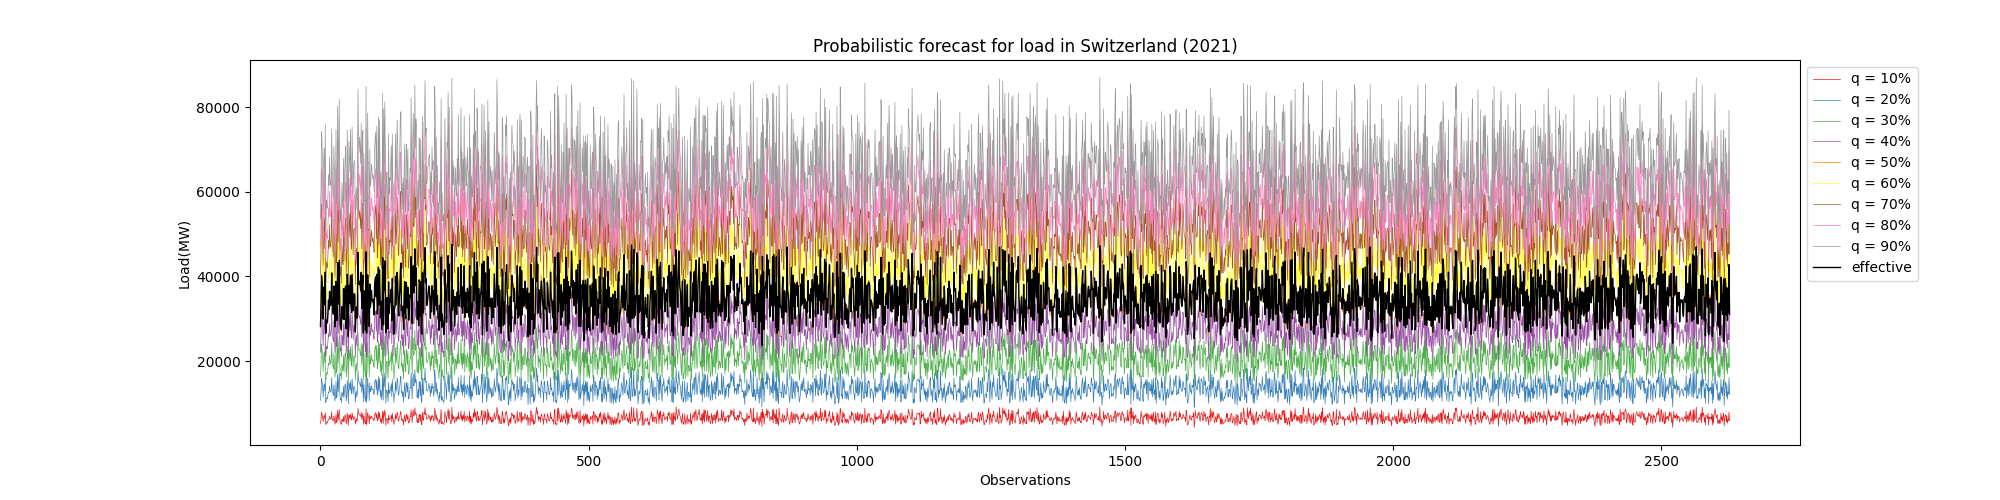 Probabilistic forecast for load in Switzerland (2021)
80000
60000
40000
20000
Load(MW)
0
500
1000
1500
2000
2500
Observations
q = 10%
q = 20%
q = 30%
q = 40%
q = 50%
q = 60%
q = 70%
q = 80%
q = 90%
effective